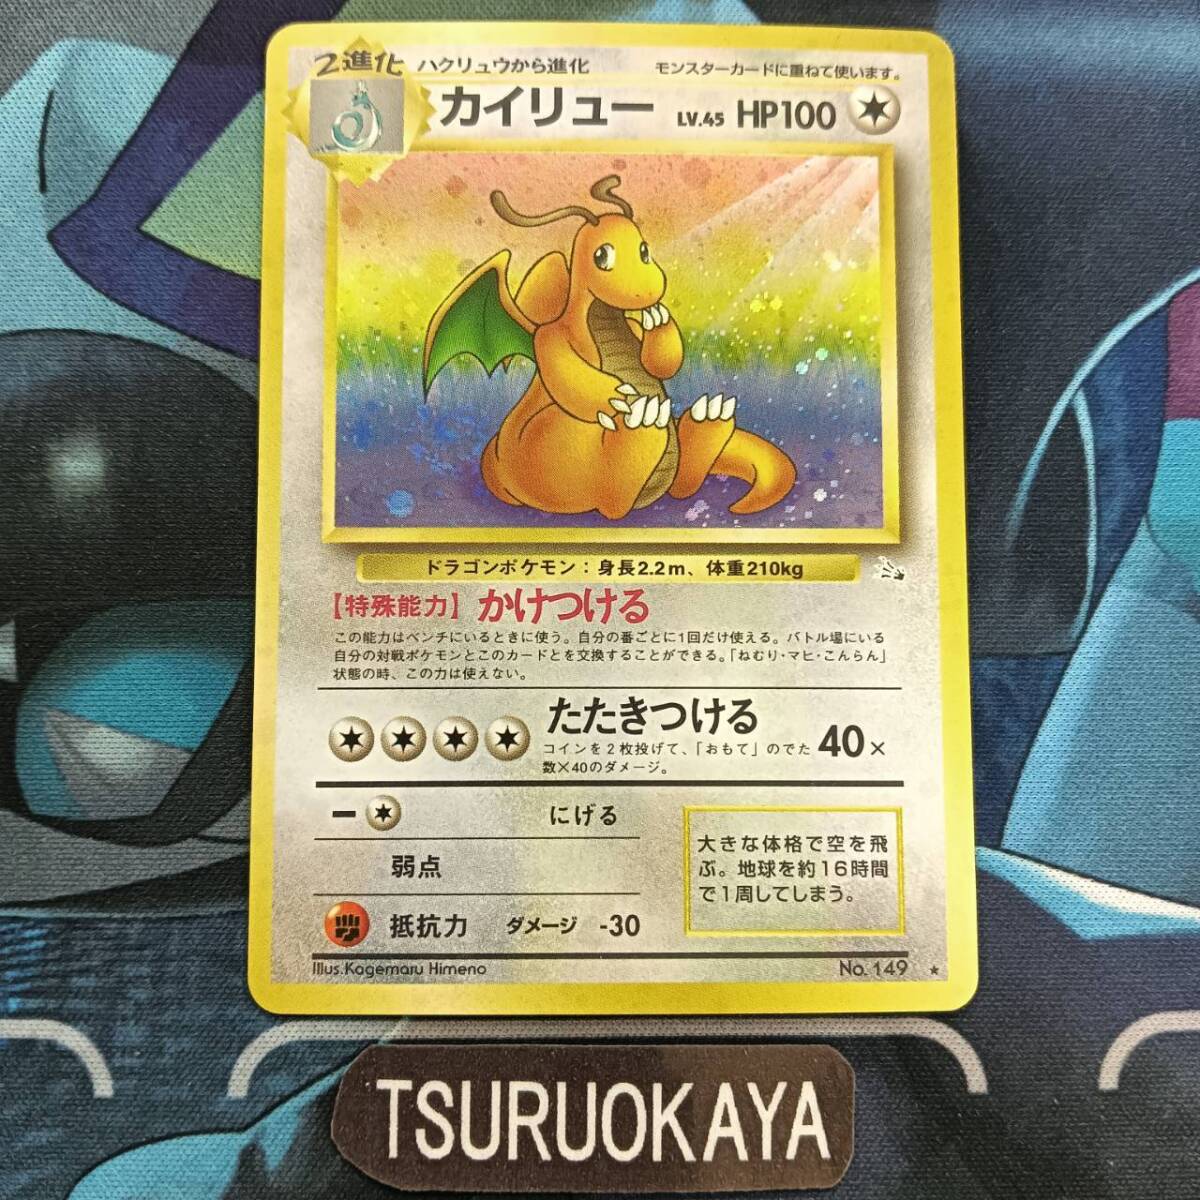 2進化 ハクリュウから進化 モンスターカードに重ねて使います。
カイリュー LV.45 HP100
ドラゴンポケモン：身長2.2m、体重210kg
【特殊能力】かけつける
この能力はベンチにいるときに使う。自分の番ごとに1回だけ使える。バトル場にいる
自分の対戦ポケモンとこのカードとを交換することができる。「ねむり・マヒ・こんらん」
状態の時、この力は使えない。
たたきつける
コインを2枚投げて、「おもて」のでた
数×40のダメージ。
40×
ー にげる
弱点
抵抗力 ダメージ -30
大きな体格で空を飛
ぶ。地球を約16時間
で1周してしまう。
Illus.Kagemaru Himeno
No. 149 ★
TSURUOKAYA